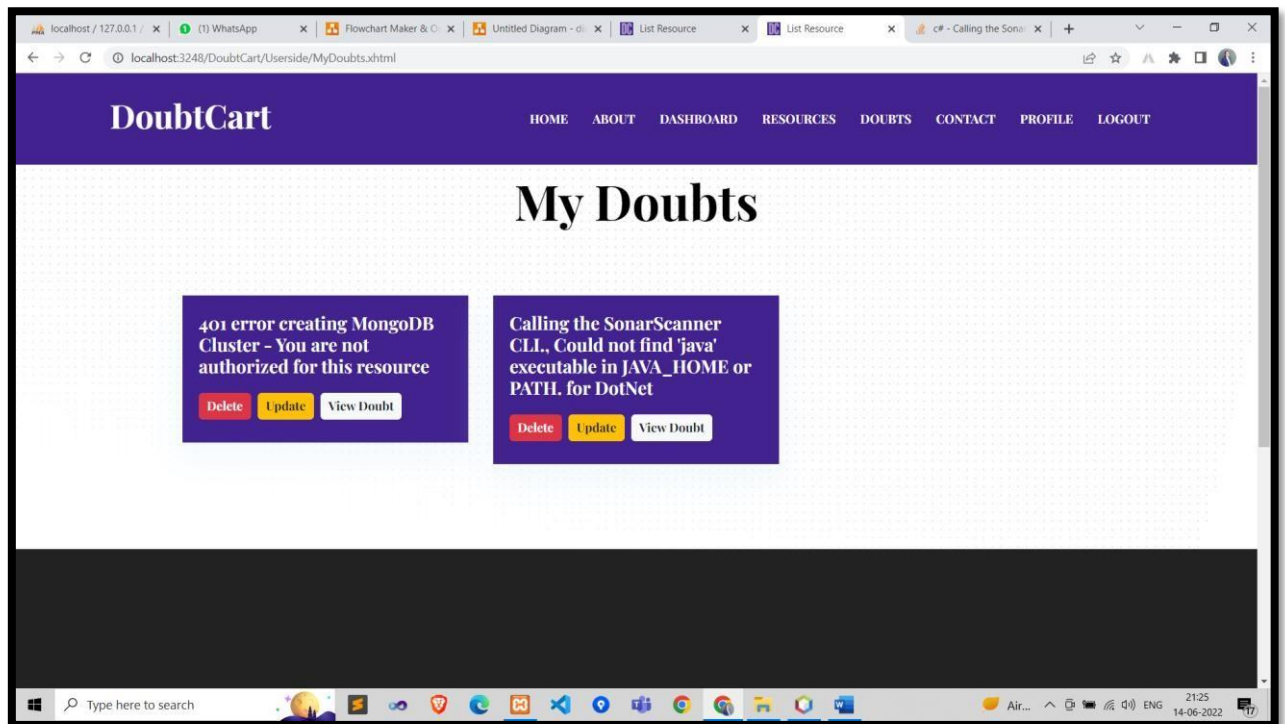 localhost / 127.0.0.1 /
(1) WhatsApp
Flowchart Maker & O
Untitled Diagram - d
List Resource
List Resource
c# - Calling the Sona
localhost:3248/DoubtCart/Userside/MyDoubts.xhtml
DoubtCart
HOME ABOUT DASHBOARD RESOURCES DOUBTS CONTACT PROFILE LOGOUT
My Doubts
401 error creating MongoDB
Cluster - You are not
authorized for this resource
Delete Update View Doubt
Calling the SonarScanner
CLI., Could not find 'java'
executable in JAVA_HOME or
PATH. for DotNet
Delete Update View Doubt
Type here to search
Air...
ENG
21:25
14-06-2022
17